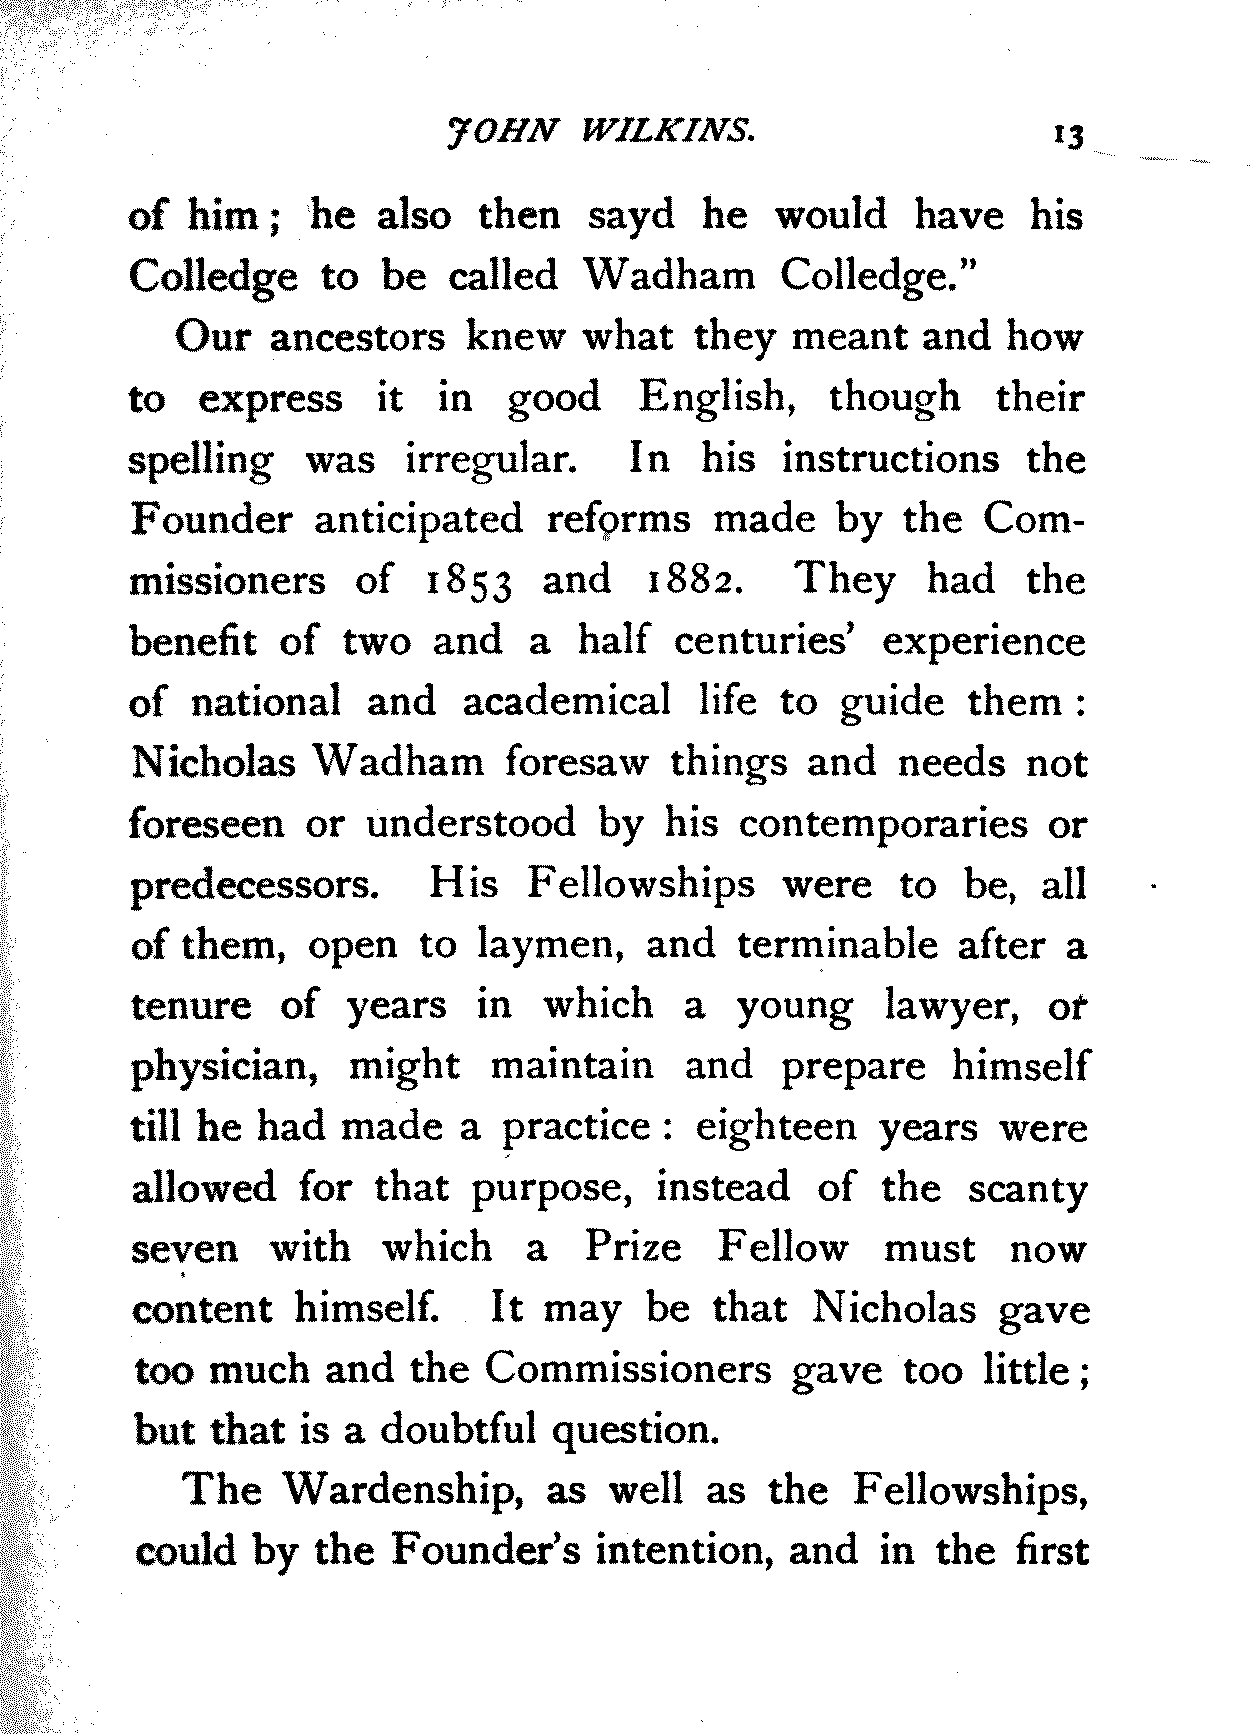 JOHN WILKINS. 13
of him; he also then sayd he would have his
Colledge to be called Wadham Colledge."
Our ancestors knew what they meant and how
to express it in good English, though their
spelling was irregular. In his instructions the
Founder anticipated reforms made by the Com-
missioners of 1853 and 1882. They had the
benefit of two and a half centuries' experience
of national and academical life to guide them:
Nicholas Wadham foresaw things and needs not
foreseen or understood by his contemporaries or
predecessors. His Fellowships were to be, all
of them, open to laymen, and terminable after a
tenure of years in which a young lawyer, or
physician, might maintain and prepare himself
till he had made a practice: eighteen years were
allowed for that purpose, instead of the scanty
seven with which a Prize Fellow must now
content himself. It may be that Nicholas gave
too much and the Commissioners gave too little;
but that is a doubtful question.
The Wardenship, as well as the Fellowships,
could by the Founder's intention, and in the first